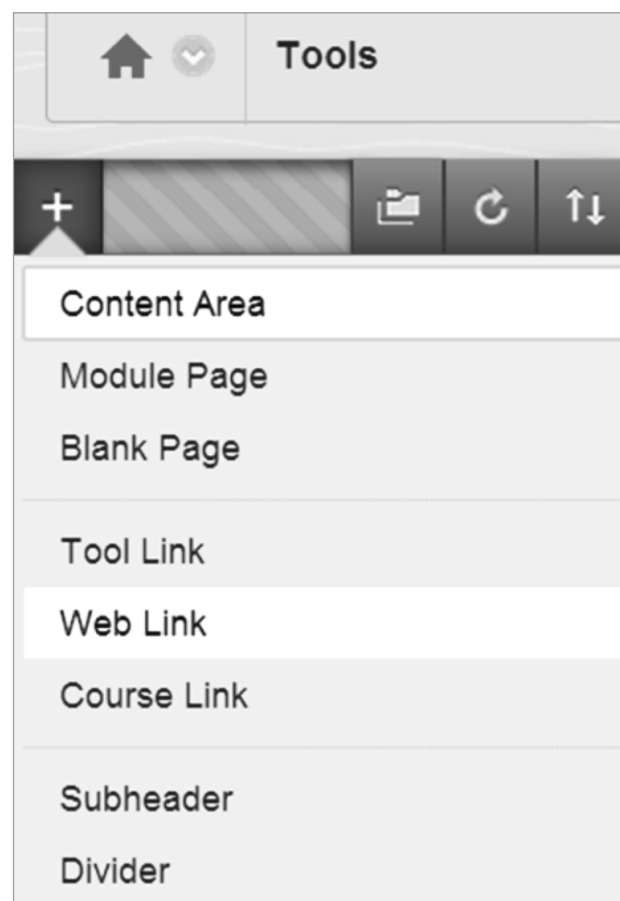 Tools
Content Area
Module Page
Blank Page
Tool Link
Web Link
Course Link
Subheader
Divider